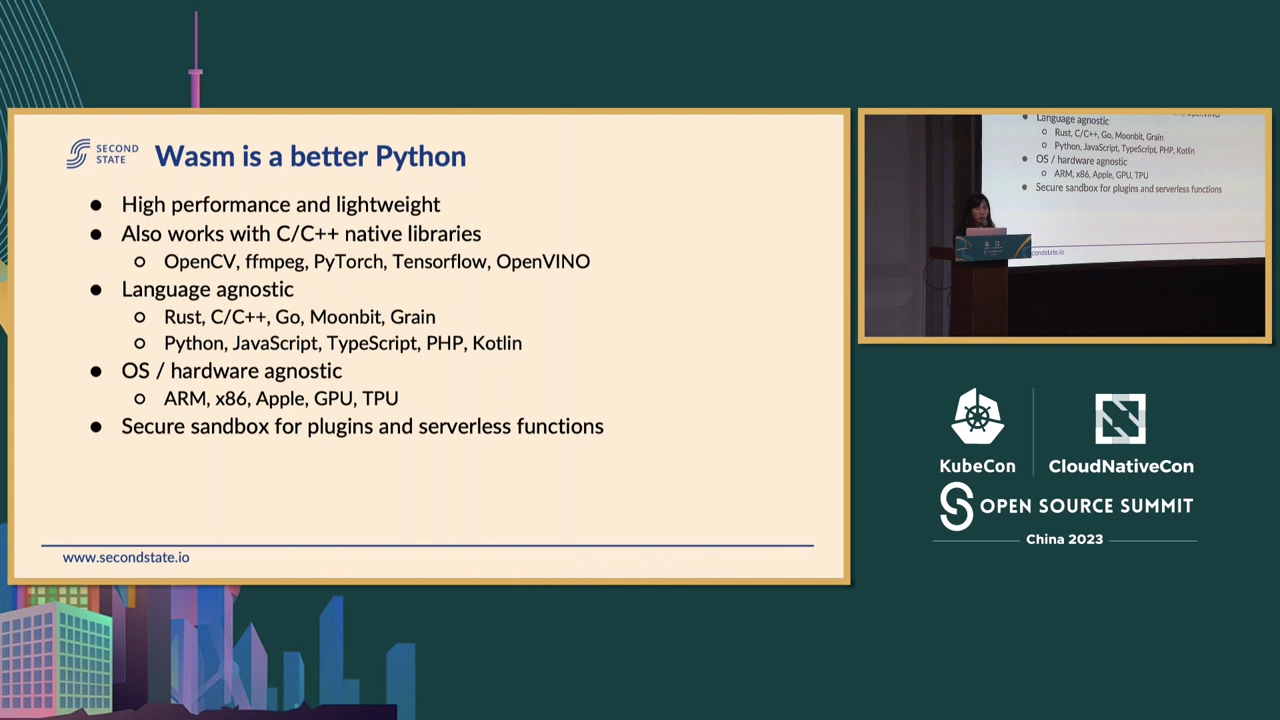 SECOND
STATE
Wasm is a better Python
● High performance and lightweight
● Also works with C/C++ native libraries
○ OpenCV, ffmpeg, PyTorch, Tensorflow, OpenVINO
● Language agnostic
○ Rust, C/C++, Go, Moonbit, Grain
○ Python, JavaScript, TypeScript, PHP, Kotlin
● OS / hardware agnostic
○ ARM, x86, Apple, GPU, TPU
● Secure sandbox for plugins and serverless functions
www.secondstate.io
● Language agnostic
○ Rust, C/C++, Go, Moonbit, Grain
○ Python, JavaScript, TypeScript, PHP, Kotlin
● OS / hardware agnostic
○ ARM, x86, Apple, GPU, TPU
● Secure sandbox for plugins and serverless functions
KubeCon
CloudNativeCon
OPEN SOURCE SUMMIT
China 2023